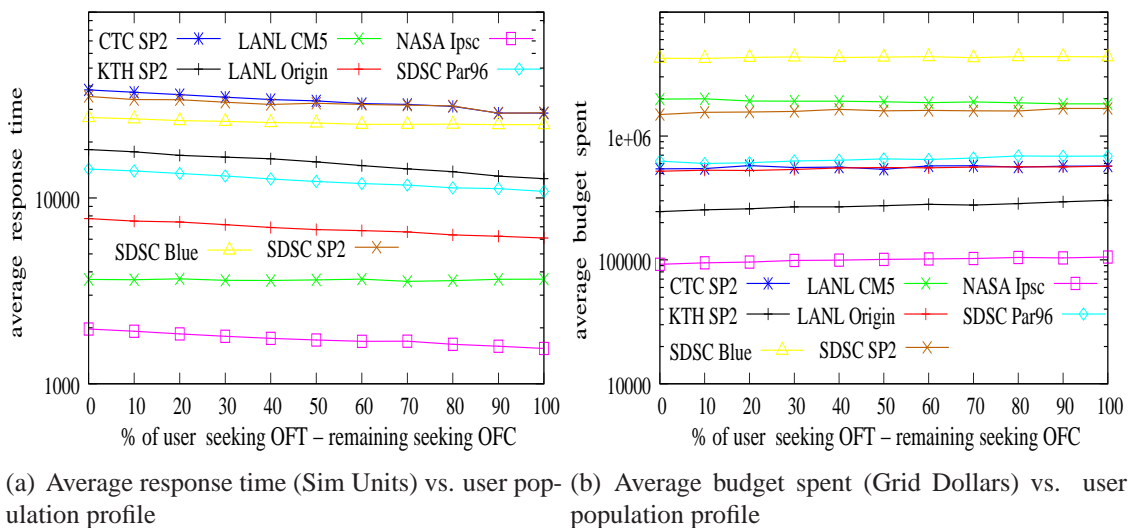 100000
CTC SP2 LANL CM5 NASA Ipsc
KTH SP2 LANL Origin SDSC Par96
10000
SDSC Blue SDSC SP2
1000
0 10 20 30 40 50 60 70 80 90 100
average response time
% of user seeking OFT – remaining seeking OFC
(a) Average response time (Sim Units) vs. user pop-
ulation profile
1e+06
100000
CTC SP2 LANL CM5 NASA Ipsc
KTH SP2 LANL Origin SDSC Par96
SDSC Blue SDSC SP2
10000
0 10 20 30 40 50 60 70 80 90 100
average budget spent
% of user seeking OFT – remaining seeking OFC
(b) Average budget spent (Grid Dollars) vs. user
population profile